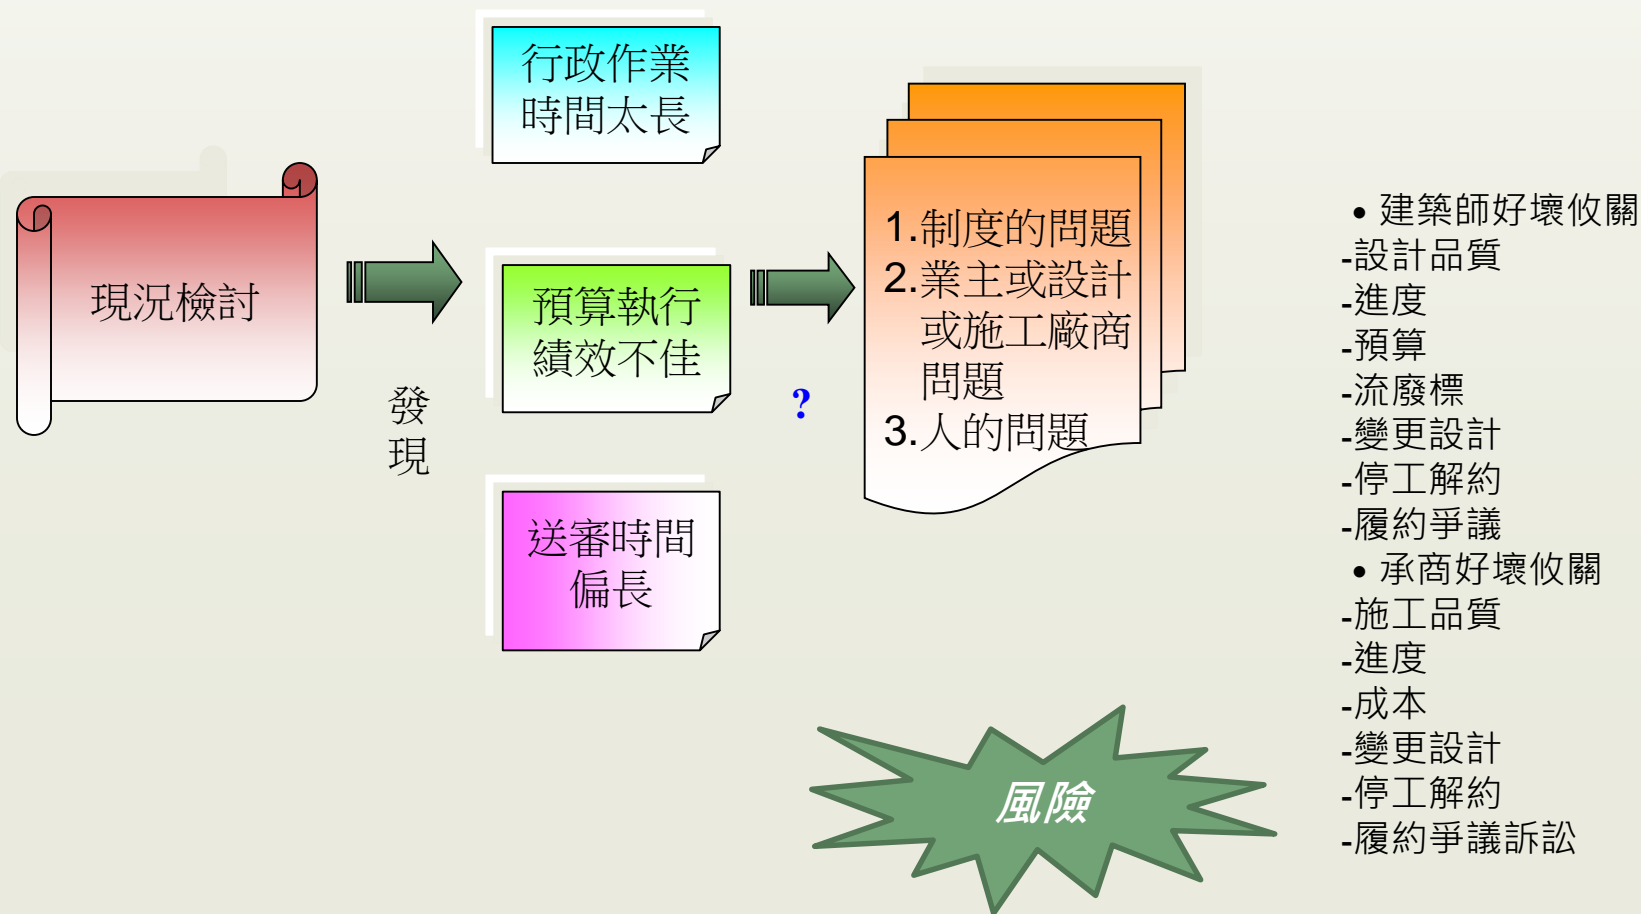 現況檢討
發
現
行政作業
時間太長
預算執行
績效不佳
送審時間
偏長
?
1.制度的問題
2.業主或設計
或施工廠商
問題
3.人的問題
風險
• 建築師好壞攸關
-設計品質
-進度
-預算
-流廢標
-變更設計
-停工解約
-履約爭議
• 承商好壞攸關
-施工品質
-進度
-成本
-變更設計
-停工解約
-履約爭議訴訟